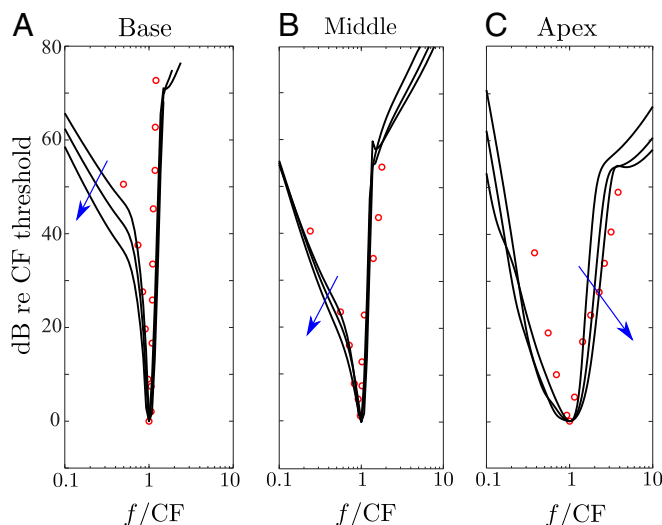 A Base
B Middle
C Apex
dB re CF threshold
80
60
40
20
0
0.1 1 10
0.1 1 10
0.1 1 10
f/CF
f/CF
f/CF